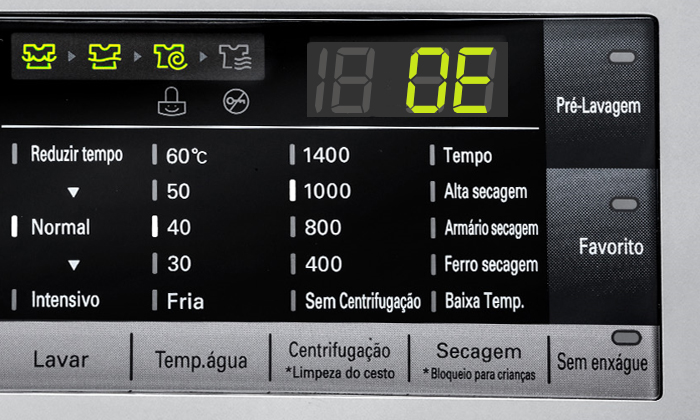 OE
Pré-Lavagem
Reduzir tempo 60°C 1400 Tempo
50 1000 Alta secagem
Normal 40 800 Armário secagem
Favorito
30 400 Ferro secagem
Intensivo Fria Sem Centrifugação Baixa Temp.
Lavar Temp.água Centrifugação Secagem Sem enxágue
*Limpeza do cesto *Bloqueio para crianças